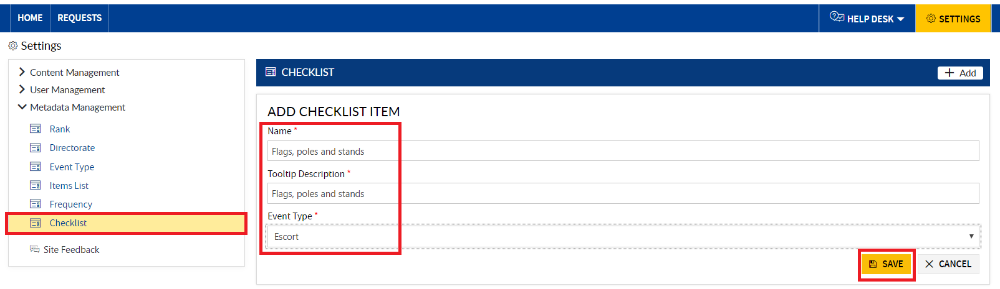 HOME REQUESTS HELP DESK SETTINGS
Settings
Content Management
User Management
Metadata Management
Rank
Directorate
Event Type
Items List
Frequency
Checklist
Site Feedback
CHECKLIST Add
ADD CHECKLIST ITEM
Name *
Flags, poles and stands
Tooltip Description *
Flags, poles and stands
Event Type *
Escort
SAVE CANCEL